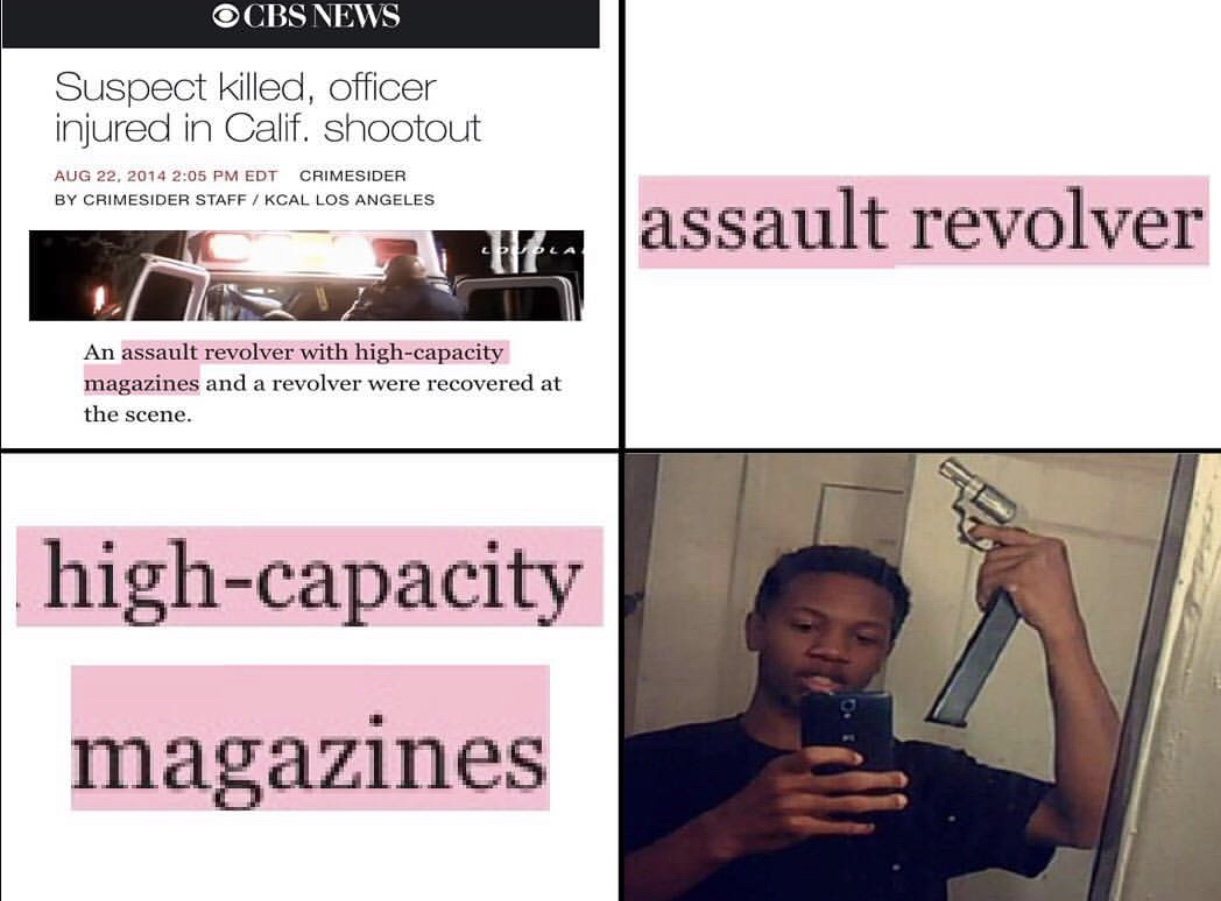 CBS NEWS
Suspect killed, officer
injured in Calif. shootout
AUG 22, 2014 2:05 PM EDT CRIMESIDER
BY CRIMESIDER STAFF / KCAL LOS ANGELES
An assault revolver with high-capacity
magazines and a revolver were recovered at
the scene.
assault revolver
high-capacity
magazines